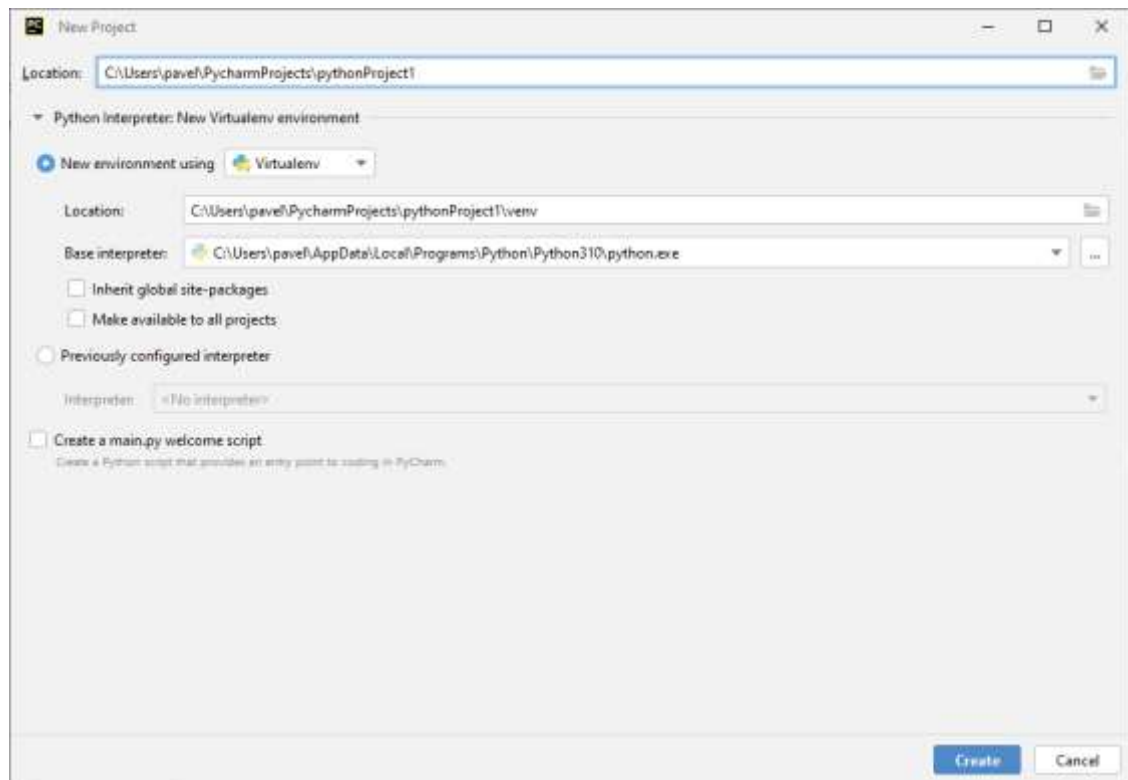 PC New Project
Location: C:\Users\pavel\PycharmProjects\pythonProject1
Python Interpreter: New Virtualenv environment
New environment using Virtualenv
Location: C:\Users\pavel\PycharmProjects\pythonProject1\venv
Base interpreter: C:\Users\pavel\AppData\Local\Programs\Python\Python310\python.exe ...
Inherit global site-packages
Make available to all projects
Previously configured interpreter
Interpreter: <No interpreter>
Create a main.py welcome script
Create a Python script that provides an entry point to coding in PyCharm.
Create Cancel